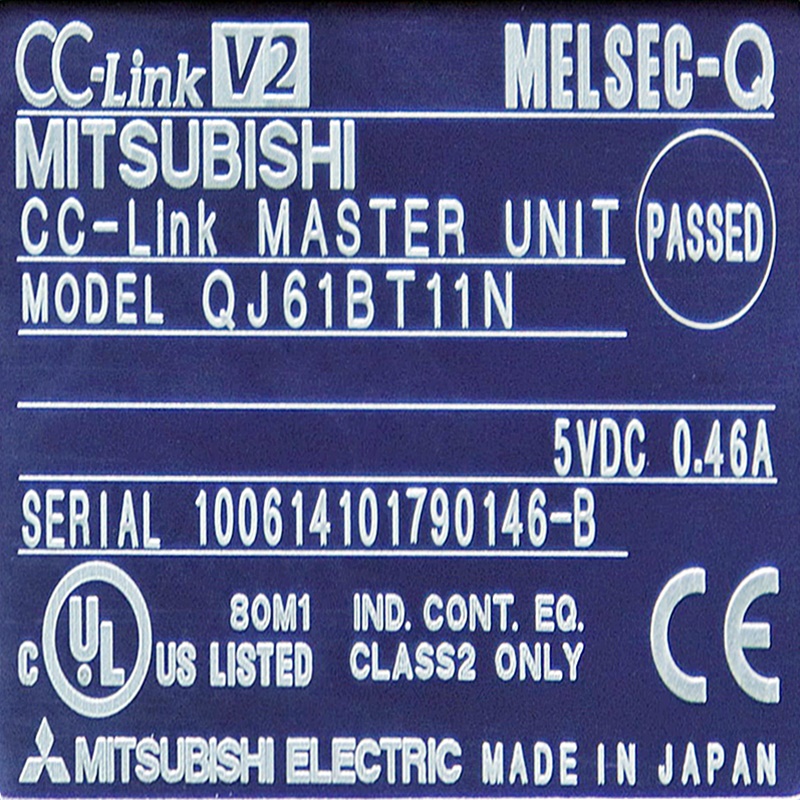 CC-Link V2 MELSEC-Q
MITSUBISHI
CC-Link MASTER UNIT PASSED
MODEL QJ61BT11N
5VDC 0.46A
SERIAL 100614101790146-B
80M1 IND. CONT. EQ.
C UL US LISTED CLASS2 ONLY
CE
MITSUBISHI ELECTRIC MADE IN JAPAN